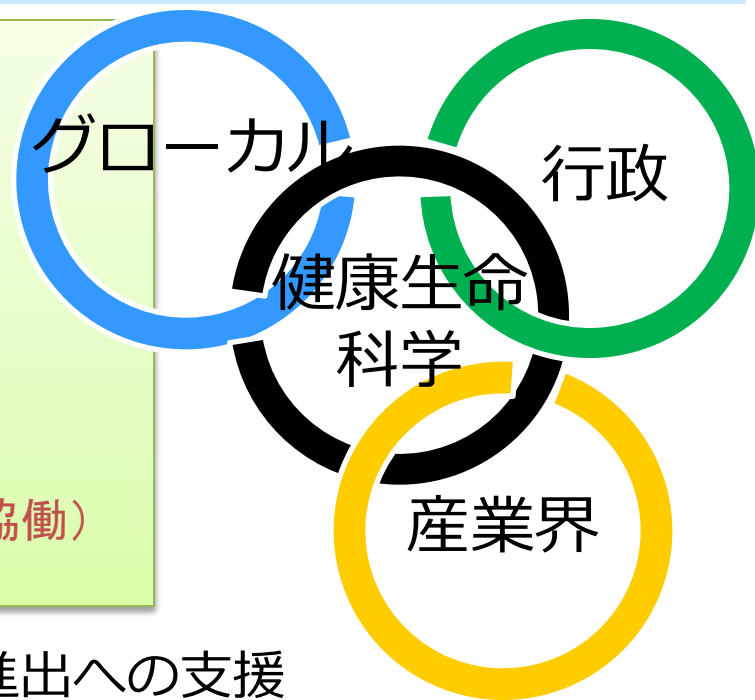 グローカル
行政
健康生命
科学
産業界
協働）
進出への支援